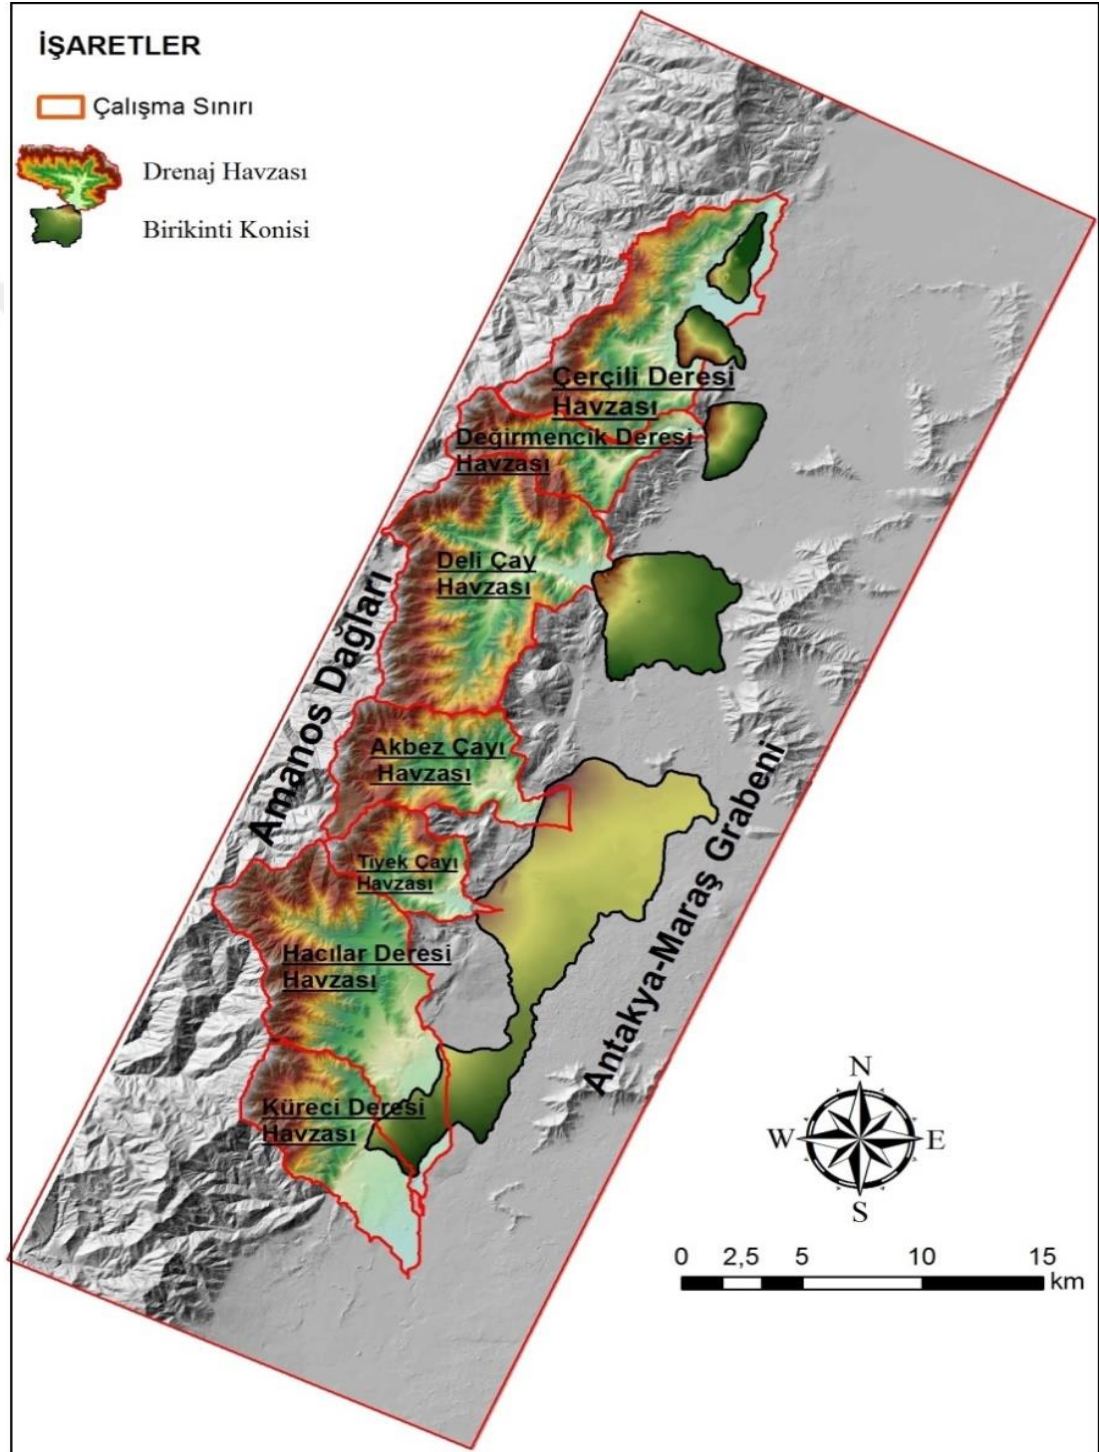 İŞARETLER
Çalışma Sınırı
Drenaj Havzası
Birikinti Konisi
Çerçili Deresi
Havzası
Değirmencik Deresi
Havzası
Deli Çay
Havzası
Amanos Dağları
Akbez Çayı
Havzası
Tiyek Çayı
Havzası
Hacılar Deresi
Havzası
Antakya-Maraş Grabeni
Küreci Deresi
Havzası
N
W E
S
0 2,5 5 10 15
km